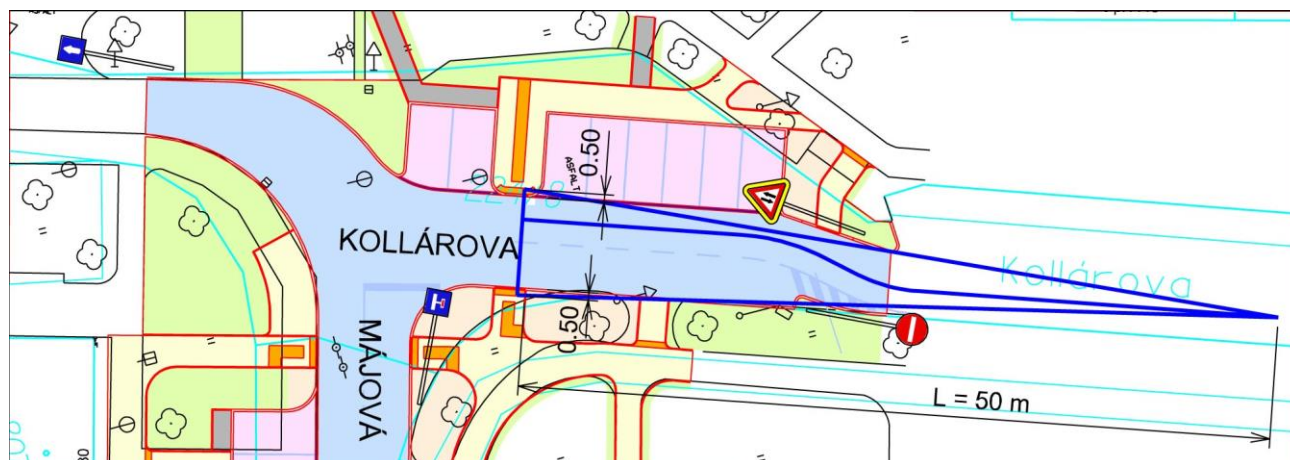 0.50
ASFALT
KOLLÁROVA
Kollárova
MÁJOVÁ
0.50
L = 50 m